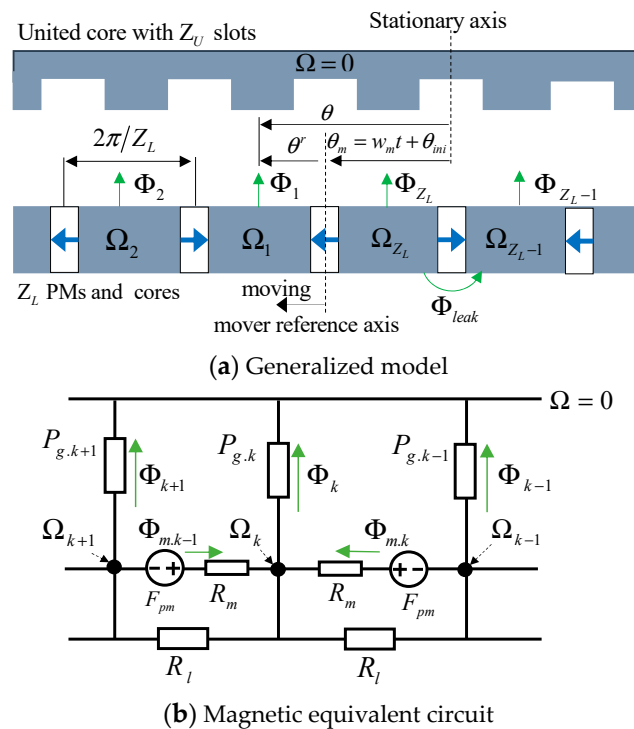 United core with Z_U slots
Stationary axis
Ω = 0
θ
2π/Z_L
θ^r
θ_m = w_m t + θ_ini
Φ_2
Φ_1
Φ_{Z_L}
Φ_{Z_L−1}
Ω_2
Ω_1
Ω_{Z_L}
Ω_{Z_L−1}
Z_L PMs and cores
moving
Φ_leak
mover reference axis
(a) Generalized model
Ω = 0
P_{g.k+1}
P_{g.k}
P_{g.k−1}
Φ_{k+1}
Φ_k
Φ_{k−1}
Ω_{k+1}
Φ_{m.k−1}
Ω_k
Φ_{m.k}
Ω_{k−1}
F_pm
R_m
R_m
F_pm
R_l
R_l
(b) Magnetic equivalent circuit